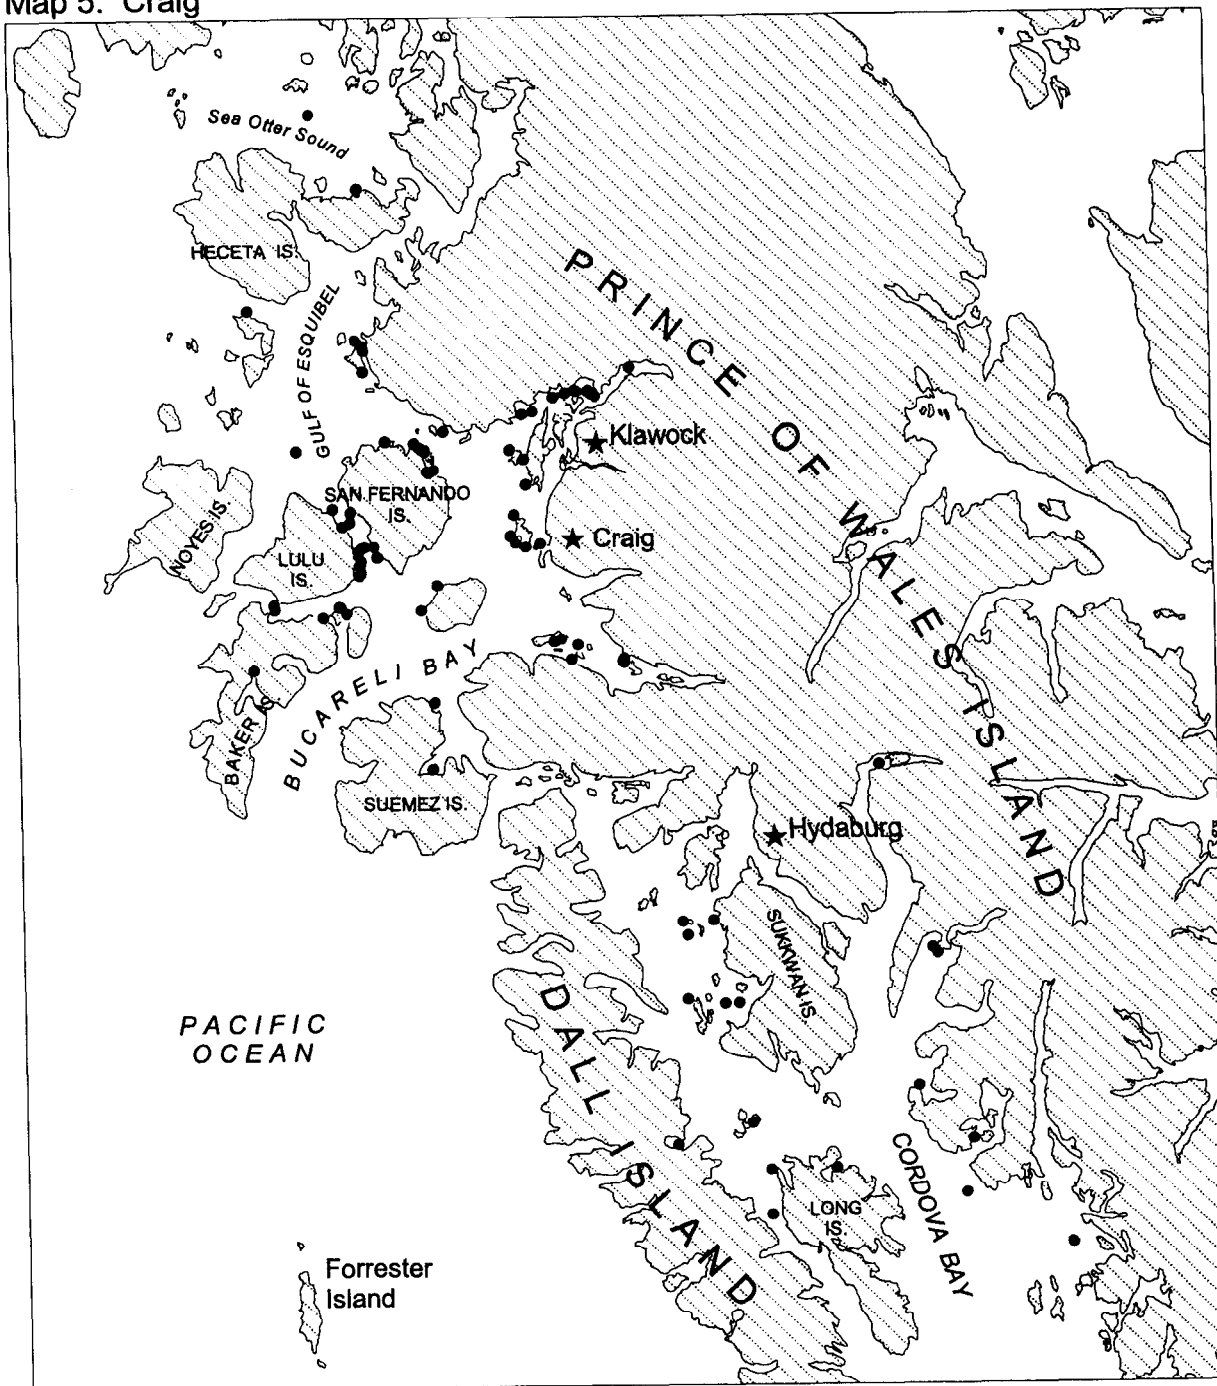 Map 5. Craig
Sea Otter Sound
HECETA IS.
GULF OF ESQUIBEL
PRINCE OF WALES ISLAND
Klawock
SAN FERNANDO
IS.
NOYES IS.
LULU
IS.
Craig
BUCARELI BAY
BAKER IS.
SUEMEZ IS.
Hydaburg
SUKKWAN IS.
DALL ISLAND
PACIFIC
OCEAN
CORDOVA BAY
LONG
IS.
Forrester
Island